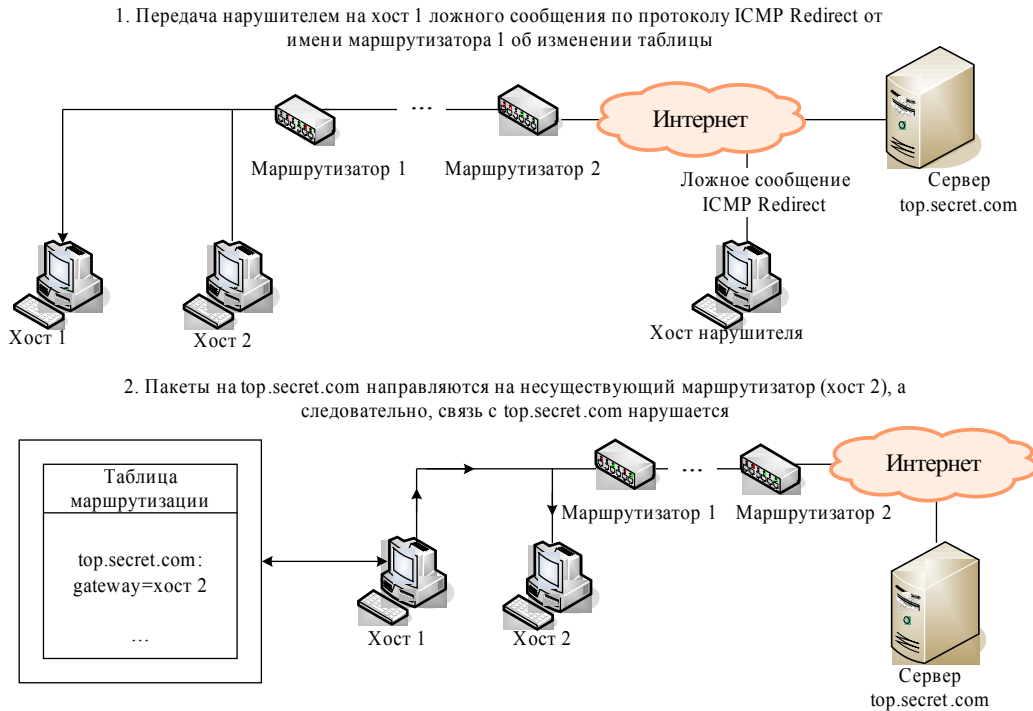 1. Передача нарушителем на хост 1 ложного сообщения по протоколу ICMP Redirect от
имени маршрутизатора 1 об изменении таблицы
...
Интернет
Маршрутизатор 1
Маршрутизатор 2
Ложное сообщение
ICMP Redirect
Сервер
top.secret.com
Хост 1
Хост 2
Хост нарушителя
2. Пакеты на top.secret.com направляются на несуществующий маршрутизатор (хост 2), а
следовательно, связь с top.secret.com нарушается
Таблица
маршрутизации
top.secret.com:
gateway=хост 2
...
...
Интернет
Маршрутизатор 1
Маршрутизатор 2
Хост 1
Хост 2
Сервер
top.secret.com